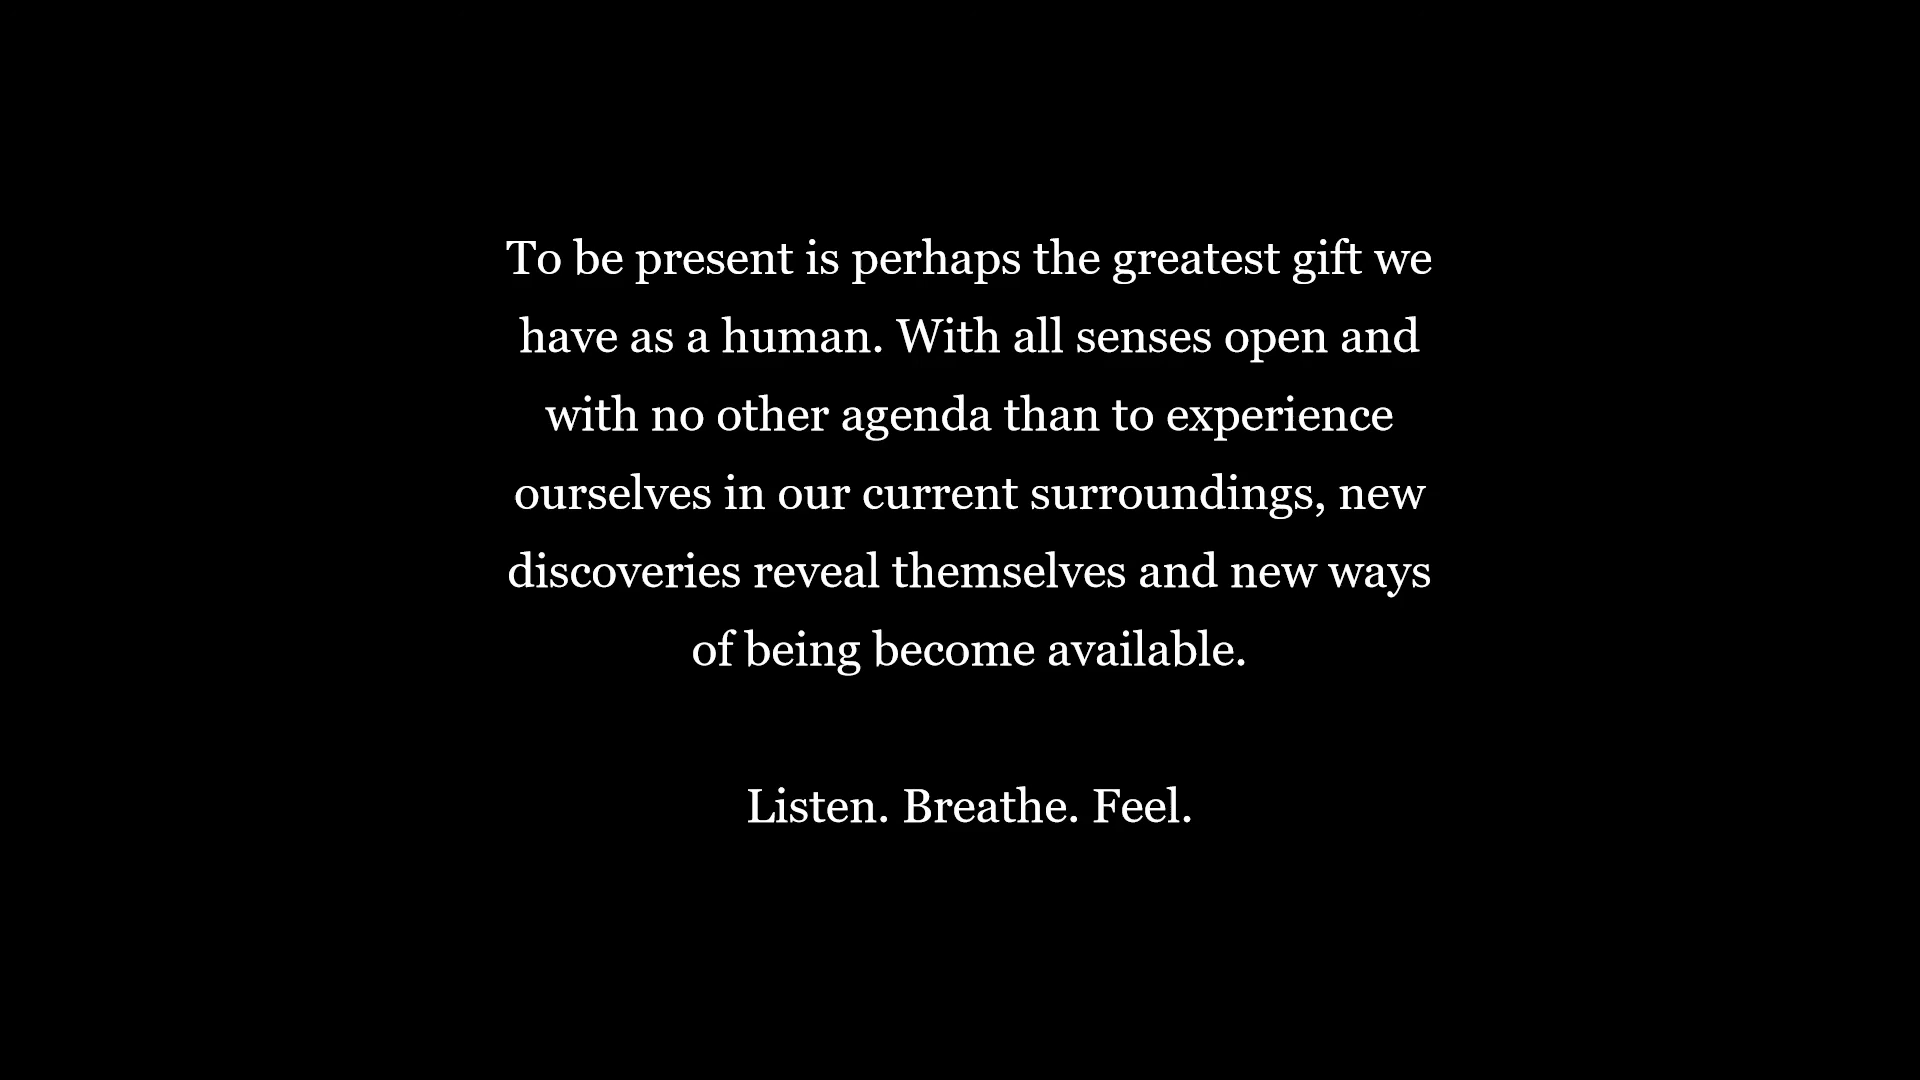 To be present is perhaps the greatest gift we
have as a human. With all senses open and
with no other agenda than to experience
ourselves in our current surroundings, new
discoveries reveal themselves and new ways
of being become available.
Listen. Breathe. Feel.